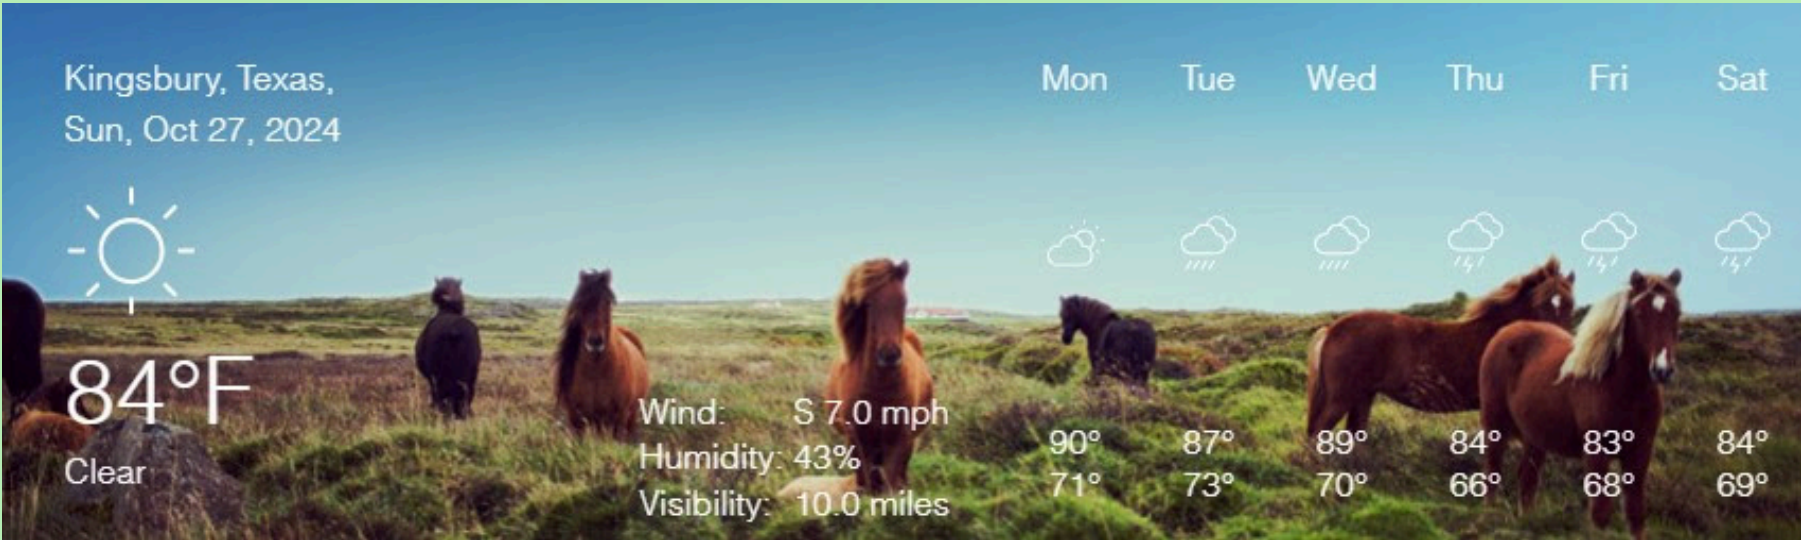 Kingsbury, Texas,
Sun, Oct 27, 2024
84°F
Clear
Wind: S 7.0 mph
Humidity: 43%
Visibility: 10.0 miles
Mon Tue Wed Thu Fri Sat
90° 87° 89° 84° 83° 84°
71° 73° 70° 66° 68° 69°